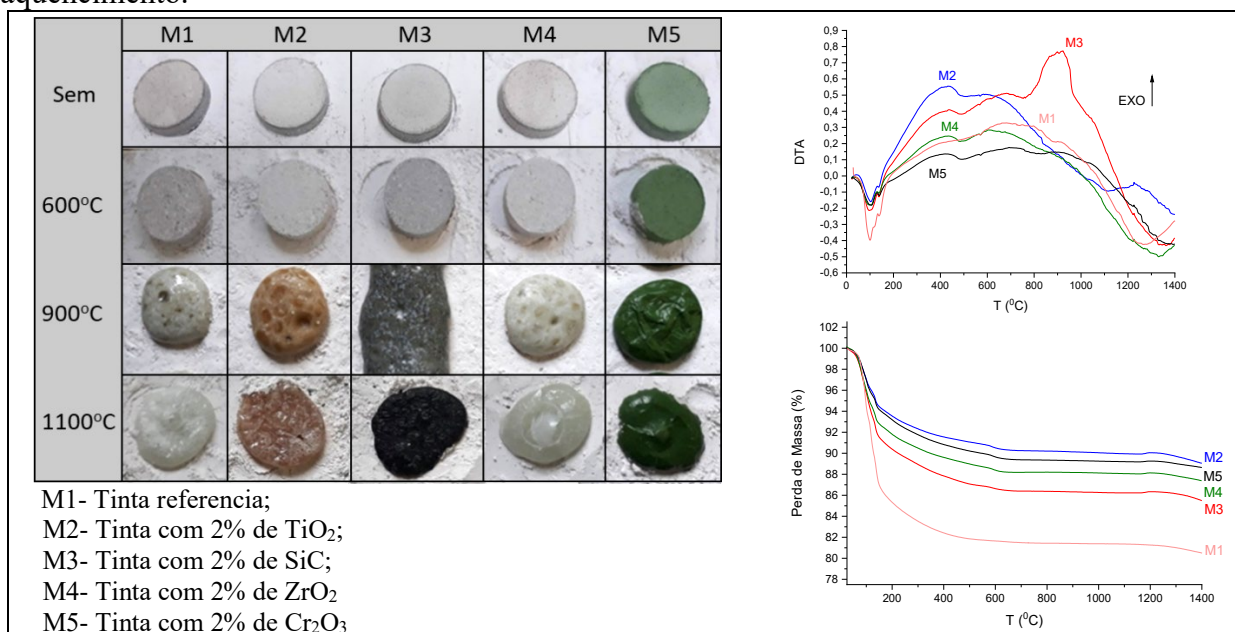 aquecimento.
M1 M2 M3 M4 M5
Sem
600°C
900°C
1100°C
M1- Tinta referencia;
M2- Tinta com 2% de TiO₂;
M3- Tinta com 2% de SiC;
M4- Tinta com 2% de ZrO₂
M5- Tinta com 2% de Cr₂O₃
0,9
0,8
0,7
0,6
0,5
0,4
0,3
0,2
0,1
0,0
-0,1
-0,2
-0,3
-0,4
-0,5
-0,6
DTA
M3
M2
EXO
M1
M4
M5
0 200 400 600 800 1000 1200 1400
T (⁰C)
102
100
98
96
94
92
90
88
86
84
82
80
78
Perda de Massa (%)
M2
M5
M4
M3
M1
200 400 600 800 1000 1200 1400
T (⁰C)